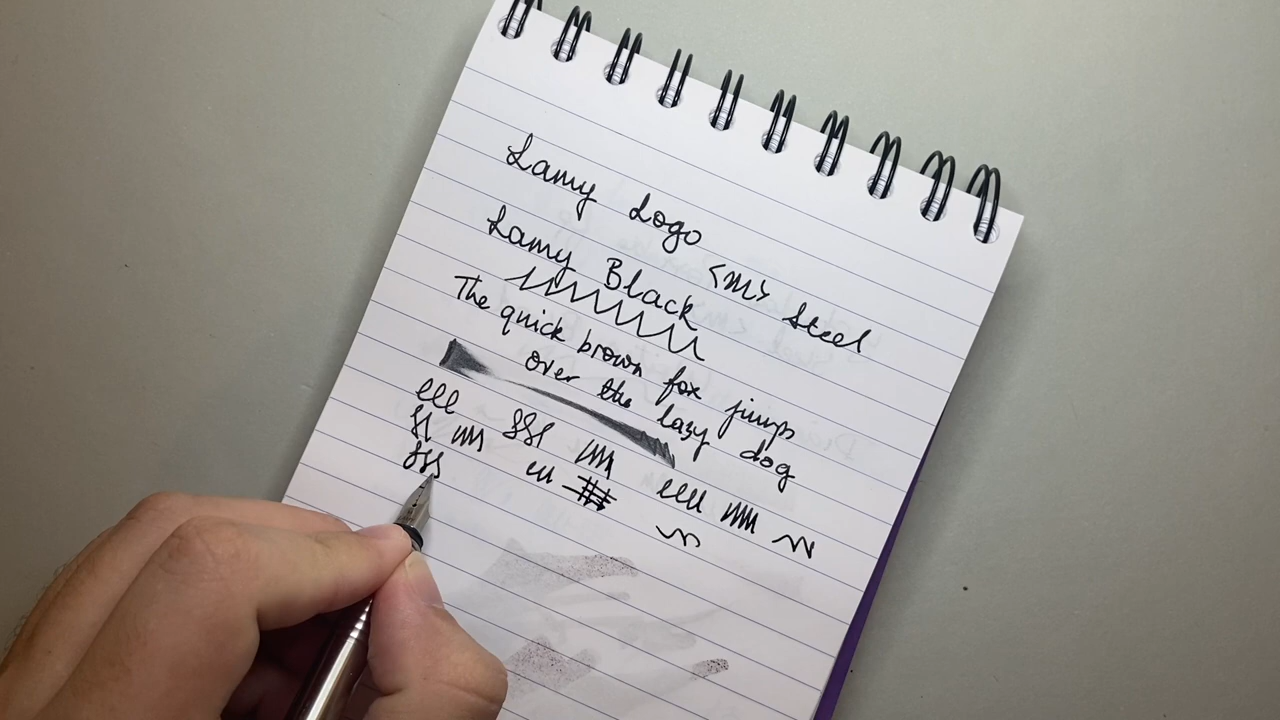 Lamy Logo <M> Steel
Lamy Black
The quick brown fox jumps
over the lazy dog